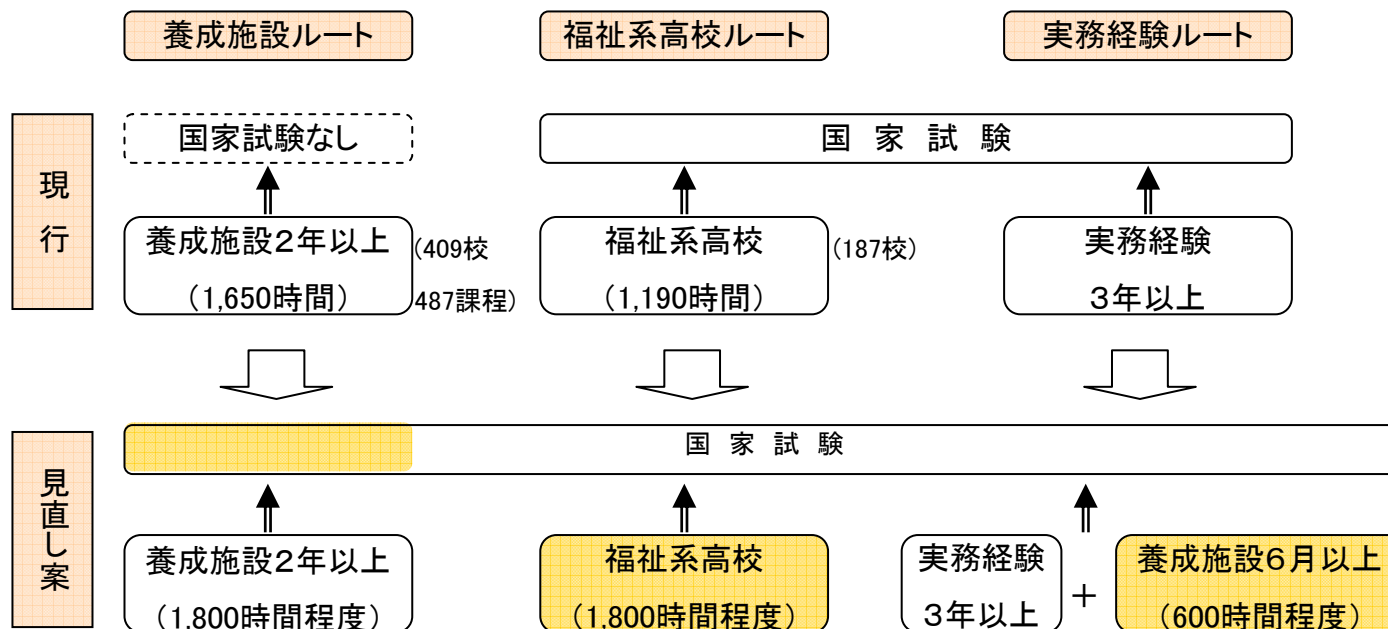 養成施設ルート
福祉系高校ルート
実務経験ルート
現行
国家試験なし
国家試験
養成施設2年以上
(1,650時間)
(409校
487課程)
福祉系高校
(1,190時間)
(187校)
実務経験
3年以上
見直し案
国家試験
養成施設2年以上
(1,800時間程度)
福祉系高校
(1,800時間程度)
実務経験
3年以上
+
養成施設6月以上
(600時間程度)